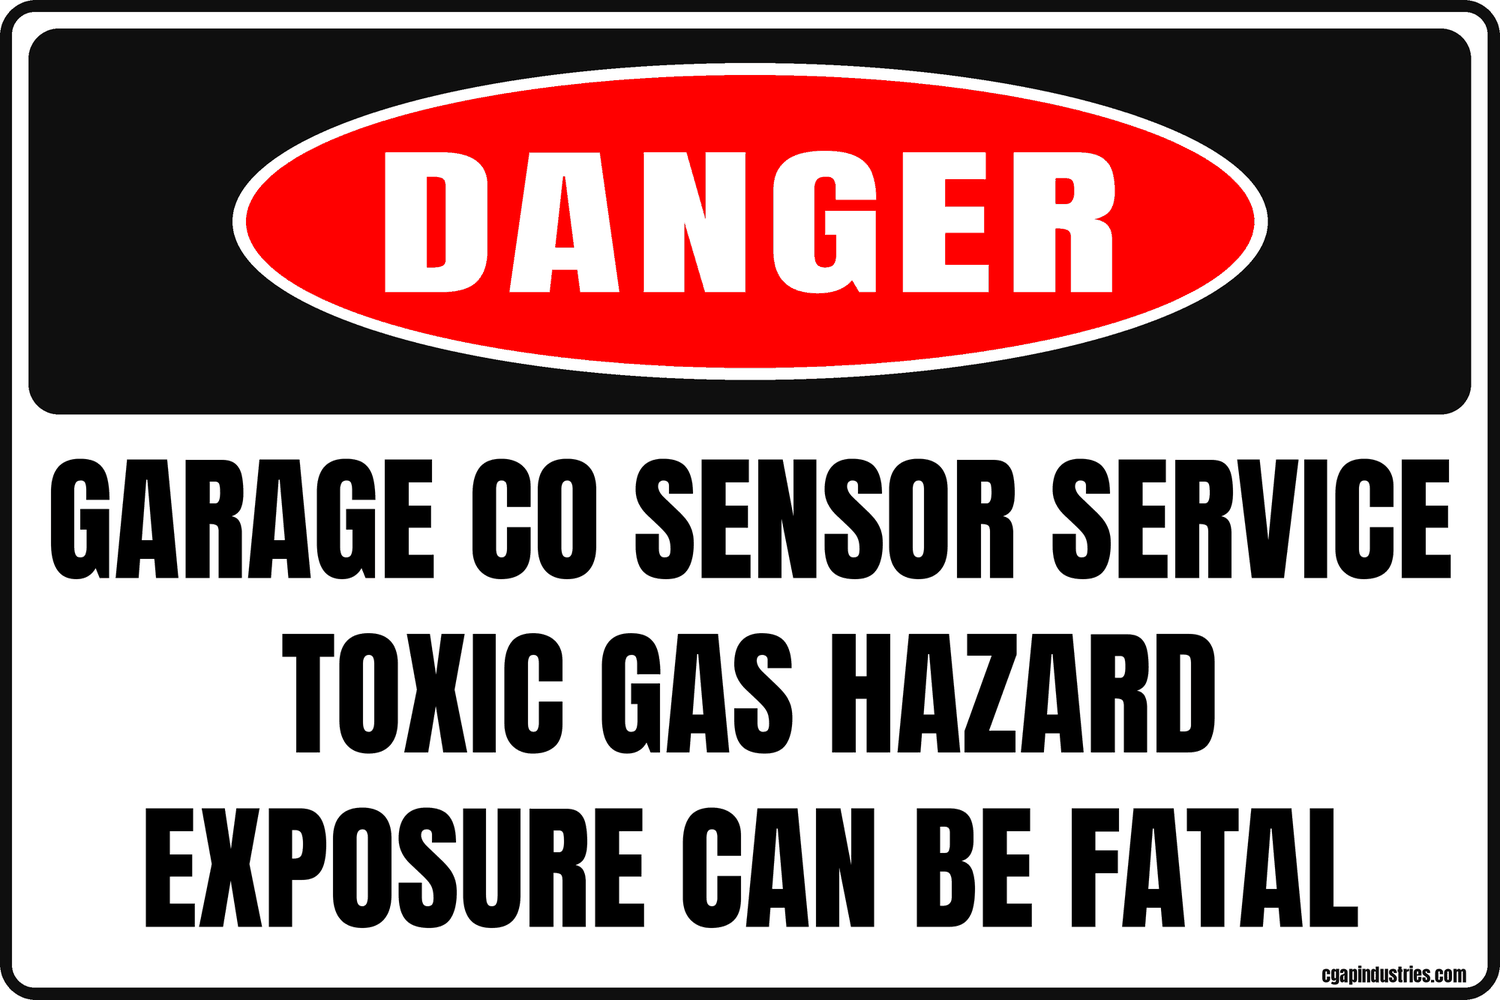 DANGER
GARAGE CO SENSOR SERVICE
TOXIC GAS HAZARD
EXPOSURE CAN BE FATAL
cgapindustries.com